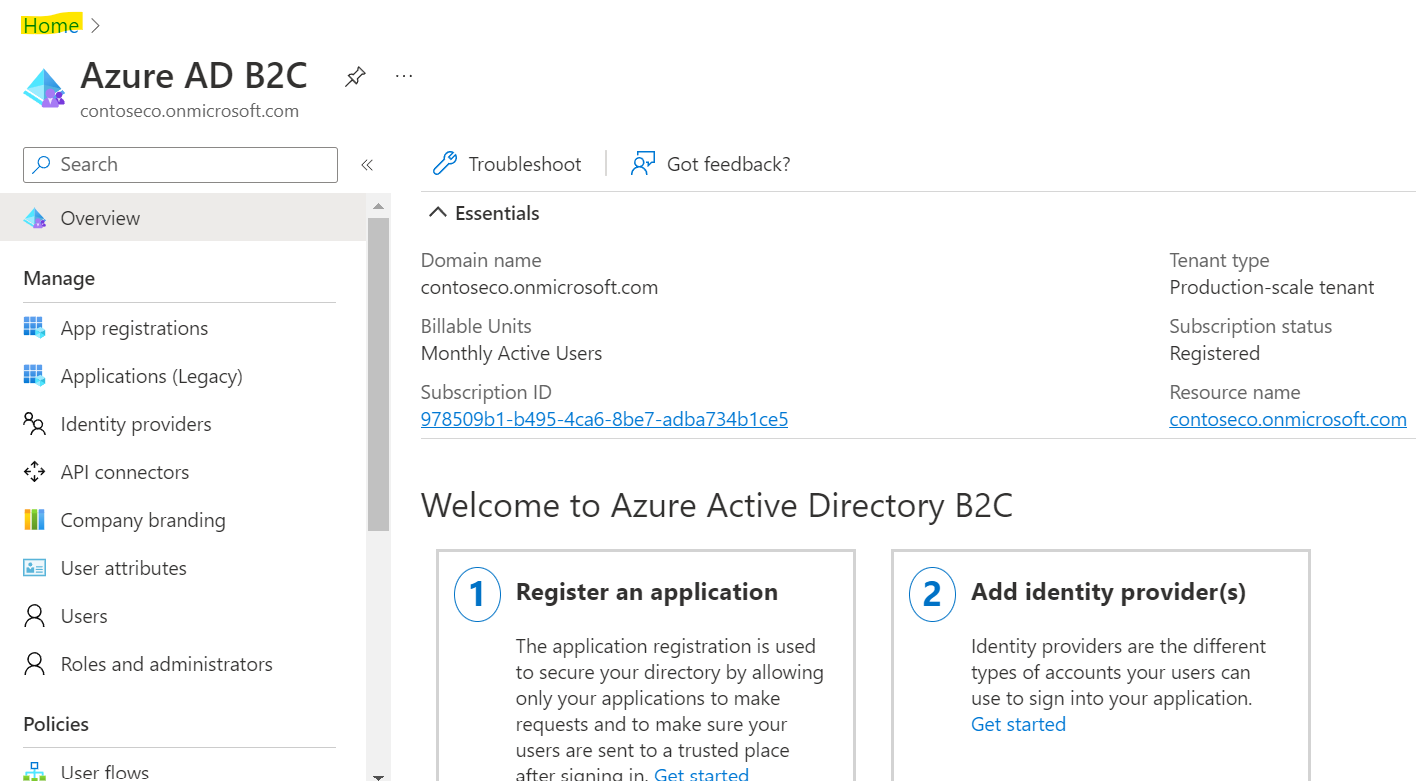 Home
Azure AD B2C
contoseco.onmicrosoft.com
Search
Overview
Manage
App registrations
Applications (Legacy)
Identity providers
API connectors
Company branding
User attributes
Users
Roles and administrators
Policies
User flows
Troubleshoot
Got feedback?
Essentials
Domain name
contoseco.onmicrosoft.com
Billable Units
Monthly Active Users
Subscription ID
978509b1-b495-4ca6-8be7-adba734b1ce5
Tenant type
Production-scale tenant
Subscription status
Registered
Resource name
contoseco.onmicrosoft.com
Welcome to Azure Active Directory B2C
1
Register an application
The application registration is used
to secure your directory by allowing
only your applications to make
requests and to make sure your
users are sent to a trusted place
after signing in. Get started
2
Add identity provider(s)
Identity providers are the different
types of accounts your users can
use to sign into your application.
Get started